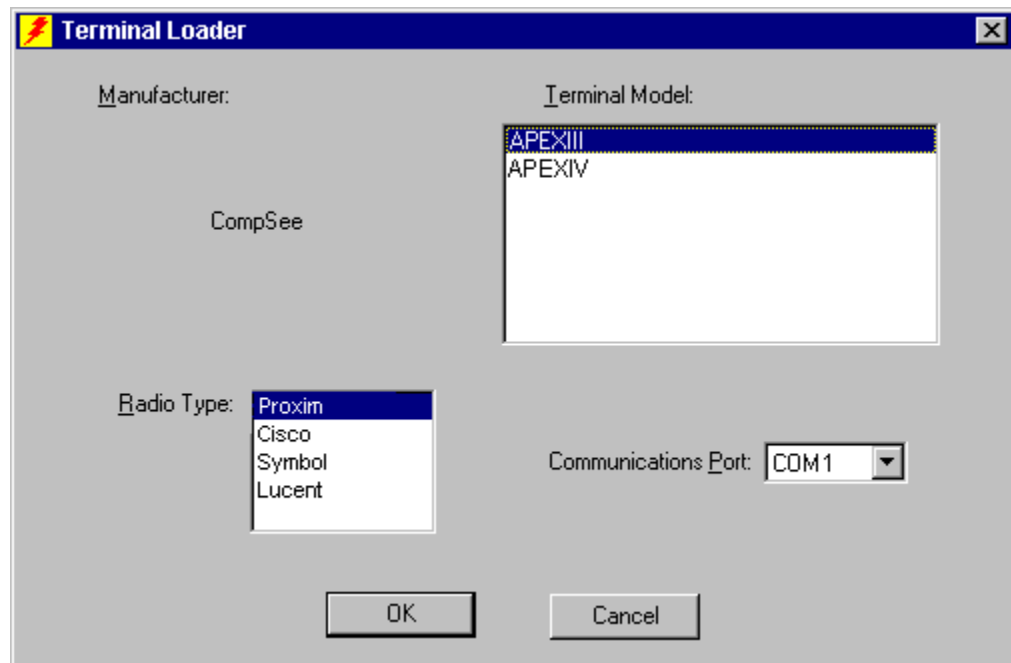 Terminal Loader
Manufacturer:
Terminal Model:
APEXIII
APEXIV
CompSee
Radio Type:
Proxim
Cisco
Symbol
Lucent
Communications Port: COM1
OK
Cancel